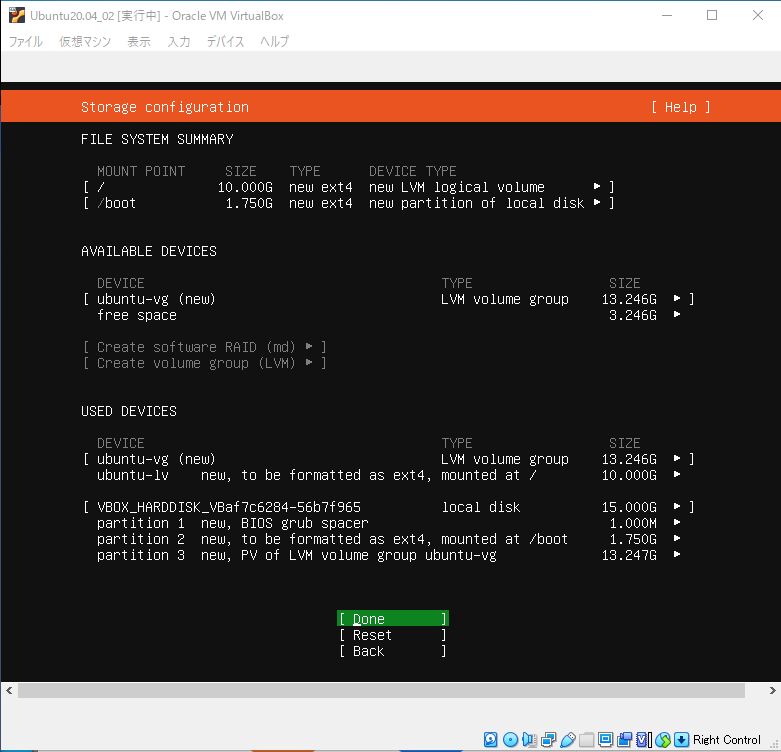 Ubuntu20.04_02 [実行中] - Oracle VM VirtualBox
ファイル 仮想マシン 表示 入力 デバイス ヘルプ
Storage configuration [ Help ]
FILE SYSTEM SUMMARY
MOUNT POINT SIZE TYPE DEVICE TYPE
[ / 10.000G new ext4 new LVM logical volume ▸ ]
[ /boot 1.750G new ext4 new partition of local disk ▸ ]
AVAILABLE DEVICES
DEVICE TYPE SIZE
[ ubuntu-vg (new) LVM volume group 13.246G ▸ ]
free space 3.246G ▸
[ Create software RAID (md) ▸ ]
[ Create volume group (LVM) ▸ ]
USED DEVICES
DEVICE TYPE SIZE
[ ubuntu-vg (new) LVM volume group 13.246G ▸ ]
ubuntu-lv new, to be formatted as ext4, mounted at / 10.000G ▸
[ VBOX_HARDDISK_VBaf7c6284-56b7f965 local disk 15.000G ▸ ]
partition 1 new, BIOS grub spacer 1.000M ▸
partition 2 new, to be formatted as ext4, mounted at /boot 1.750G ▸
partition 3 new, PV of LVM volume group ubuntu-vg 13.247G ▸
[ Done ]
[ Reset ]
[ Back ]
Right Control